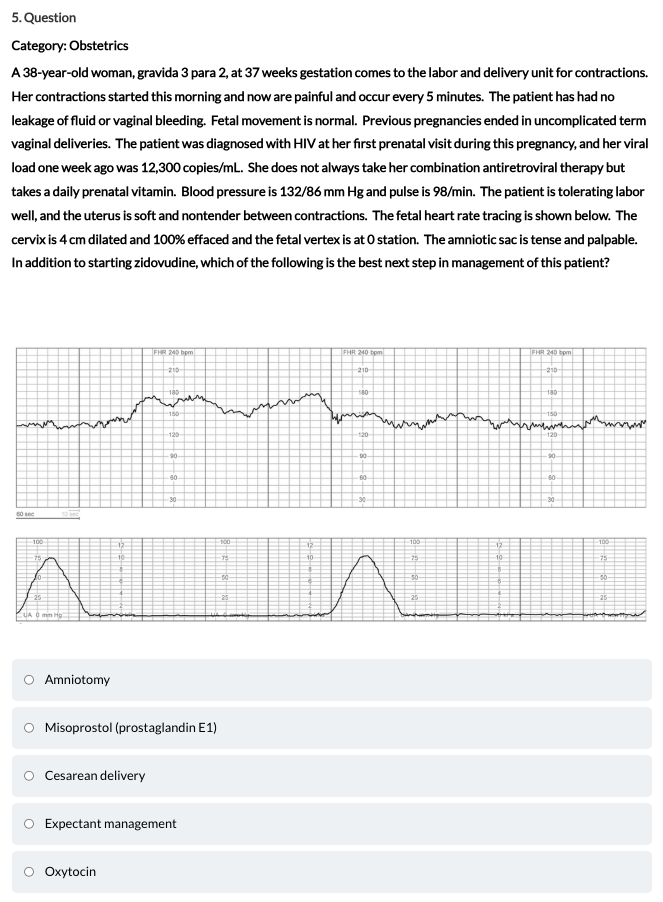 5. Question
Category: Obstetrics
A 38-year-old woman, gravida 3 para 2, at 37 weeks gestation comes to the labor and delivery unit for contractions.
Her contractions started this morning and now are painful and occur every 5 minutes. The patient has had no
leakage of fluid or vaginal bleeding. Fetal movement is normal. Previous pregnancies ended in uncomplicated term
vaginal deliveries. The patient was diagnosed with HIV at her first prenatal visit during this pregnancy, and her viral
load one week ago was 12,300 copies/mL. She does not always take her combination antiretroviral therapy but
takes a daily prenatal vitamin. Blood pressure is 132/86 mm Hg and pulse is 98/min. The patient is tolerating labor
well, and the uterus is soft and nontender between contractions. The fetal heart rate tracing is shown below. The
cervix is 4 cm dilated and 100% effaced and the fetal vertex is at 0 station. The amniotic sac is tense and palpable.
In addition to starting zidovudine, which of the following is the best next step in management of this patient?
FHR 240 bpm FHR 240 bpm FHR 240 bpm
210 210 210
180 180 180
150 150 150
120 120 120
90 90 90
60 60 60
30 30 30
60 sec 10 sec
100 12 100 12 100 12 100
75 10 75 10 75 10 75
50 8 50 8 50 8 50
6 6 6
25 4 25 4 25 4 25
2 2 2
UA 0 mm Hg
Amniotomy
Misoprostol (prostaglandin E1)
Cesarean delivery
Expectant management
Oxytocin